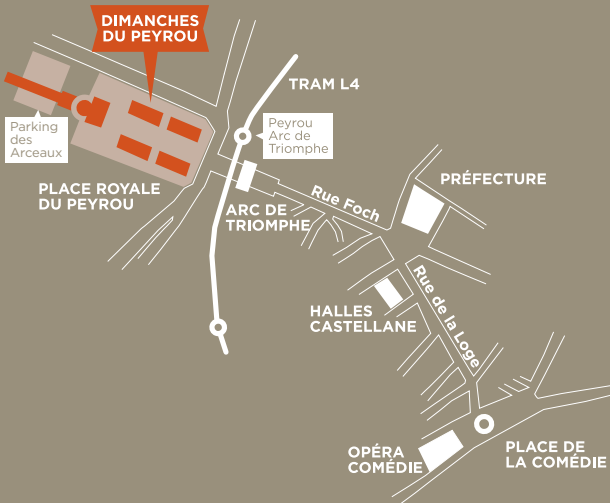 DIMANCHES
DU PEYROU
TRAM L4
Peyrou
Arc de
Triomphe
Parking
des
Arceaux
PLACE ROYALE
DU PEYROU
ARC DE
TRIOMPHE
Rue Foch
PRÉFECTURE
HALLES
CASTELLANE
Rue de la Loge
OPÉRA
COMÉDIE
PLACE DE
LA COMÉDIE